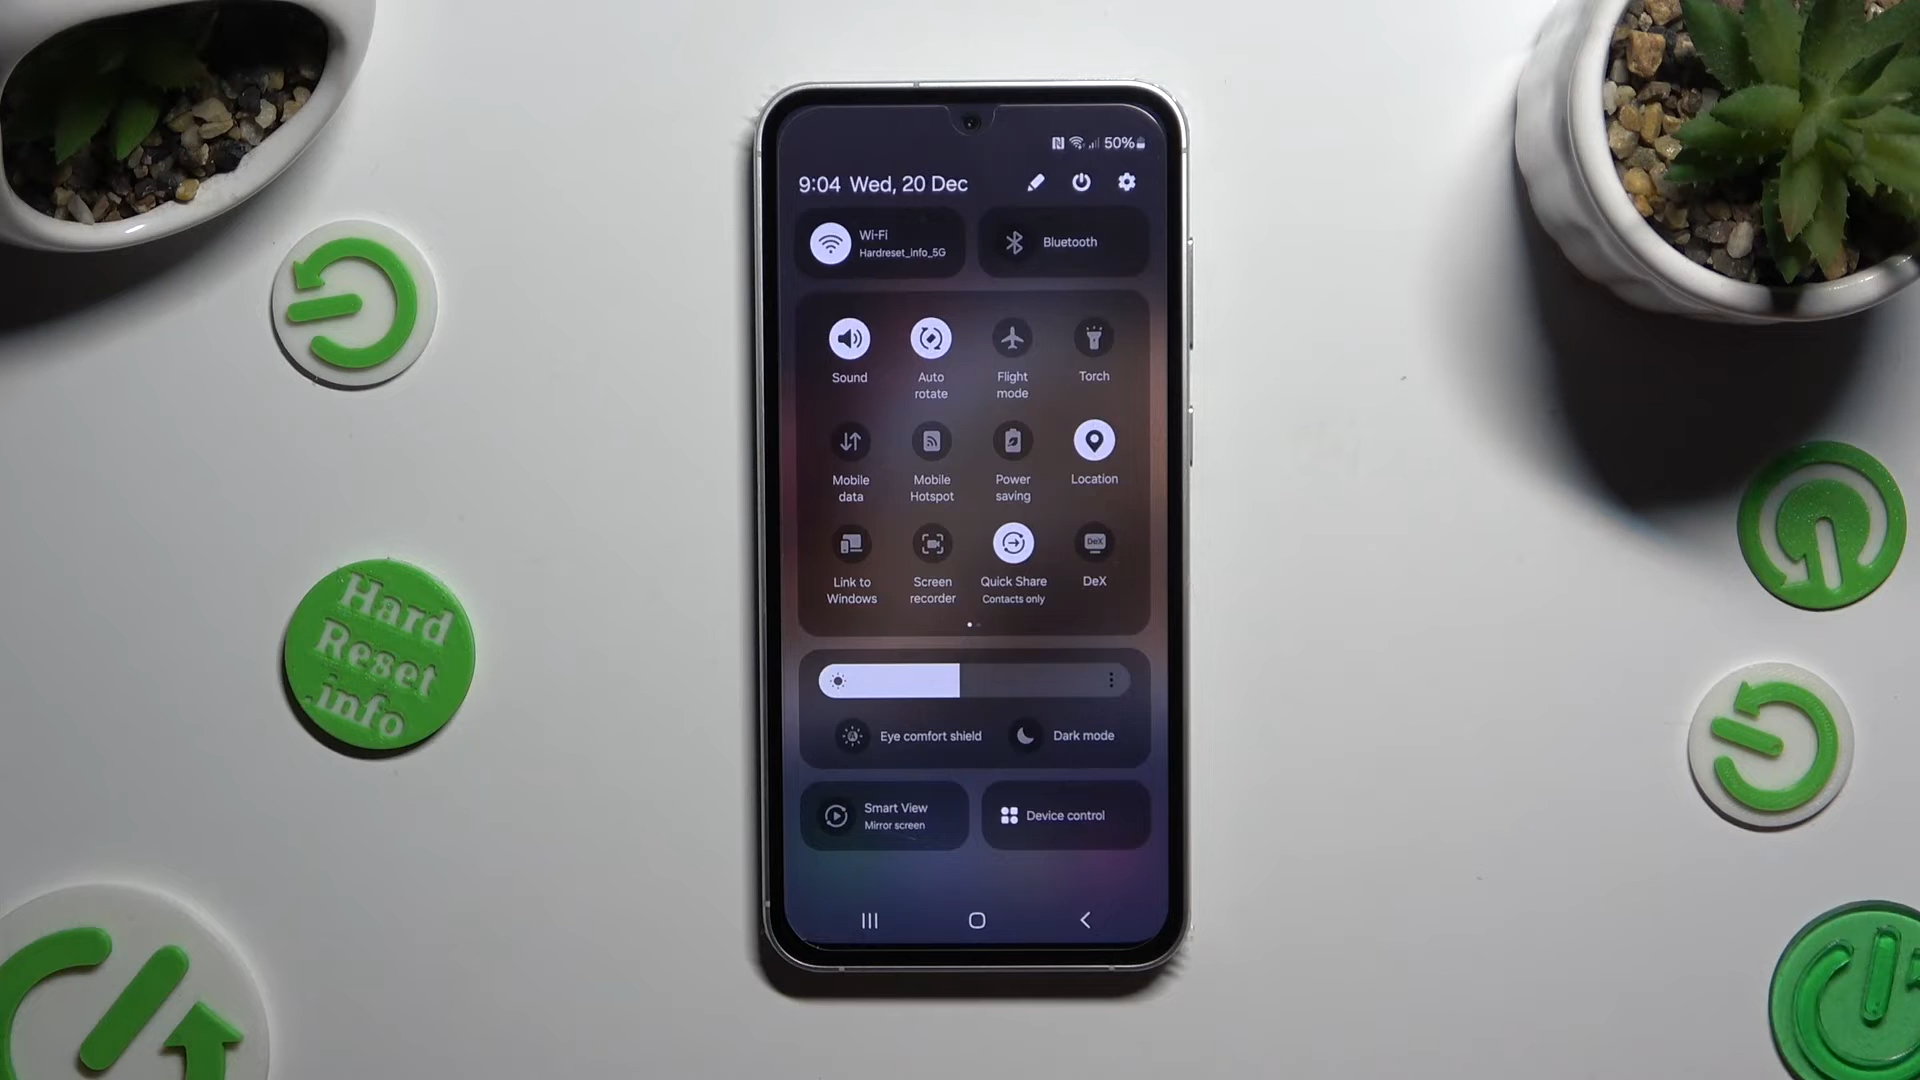 50%
9:04 Wed, 20 Dec
Wi-Fi
Hardreset_info_5G
Bluetooth
Sound
Auto
rotate
Flight
mode
Torch
Mobile
data
Mobile
Hotspot
Power
saving
Location
Link to
Windows
Screen
recorder
Quick Share
Contacts only
DeX
DeX
Eye comfort shield
Dark mode
Smart View
Mirror screen
Device control
Hard
Reset
.info